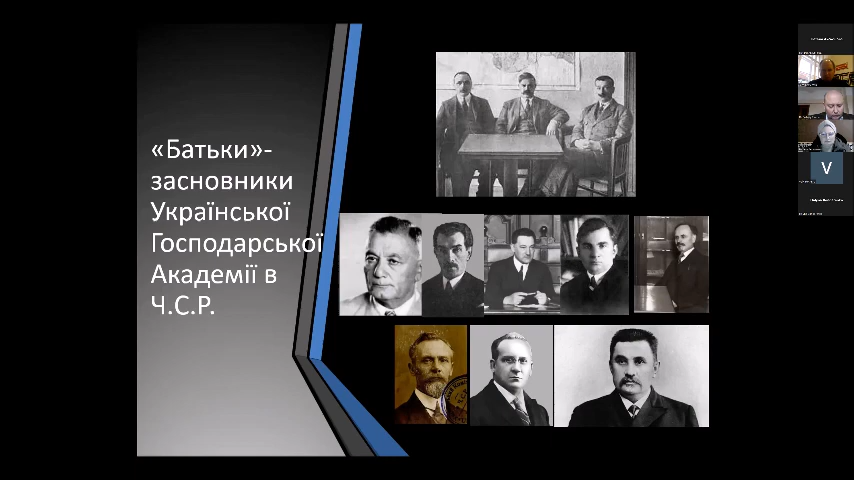 «Батьки»-
засновники
Української
Господарської
Академії в
Ч.С.Р.
V